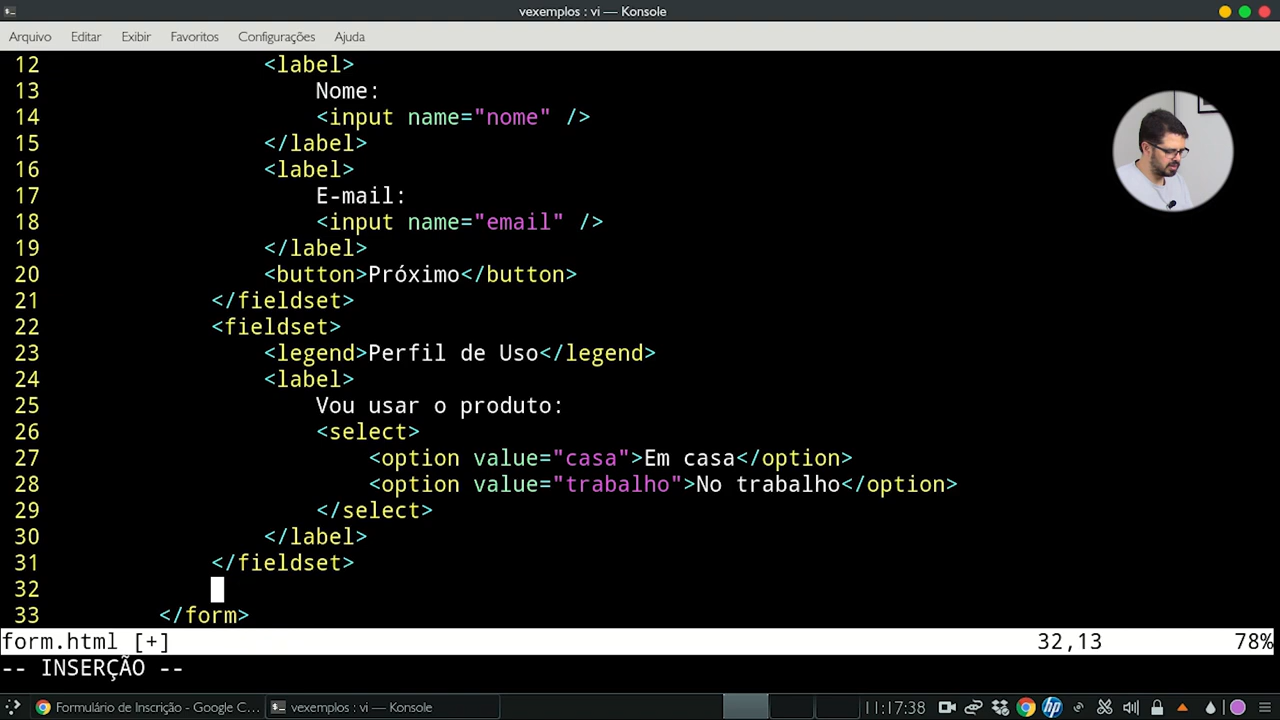 vexemplos : vi — Konsole
Arquivo Editar Exibir Favoritos Configurações Ajuda
12 <label>
13 Nome:
14 <input name="nome" />
15 </label>
16 <label>
17 E-mail:
18 <input name="email" />
19 </label>
20 <button>Próximo</button>
21 </fieldset>
22 <fieldset>
23 <legend>Perfil de Uso</legend>
24 <label>
25 Vou usar o produto:
26 <select>
27 <option value="casa">Em casa</option>
28 <option value="trabalho">No trabalho</option>
29 </select>
30 </label>
31 </fieldset>
32
33 </form>
form.html [+] 32,13 78%
-- INSERÇÃO --
Formulário de Inscrição - Google C... vexemplos : vi — Konsole 11:17:38 hp